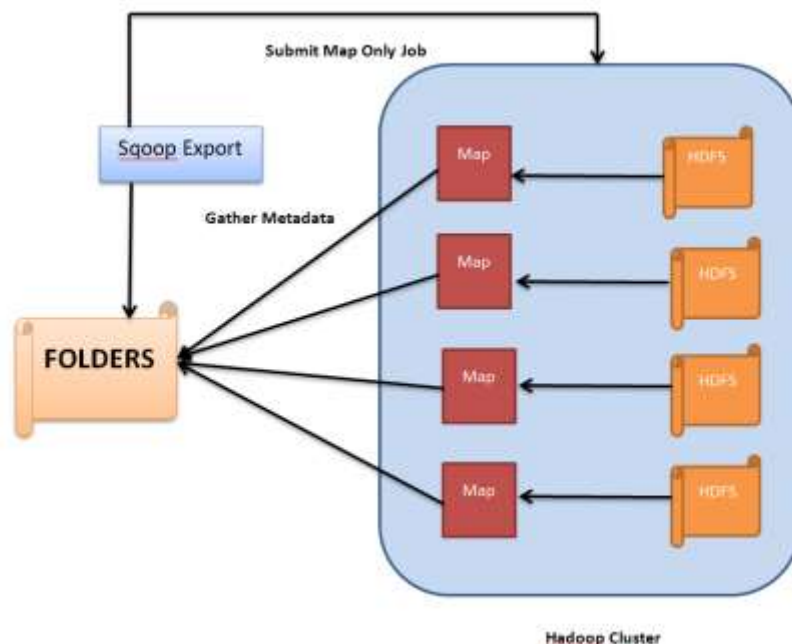 Submit Map Only Job
Sqoop Export
Gather Metadata
FOLDERS
Map
HDFS
Map
HDFS
Map
HDFS
Map
HDFS
Hadoop Cluster